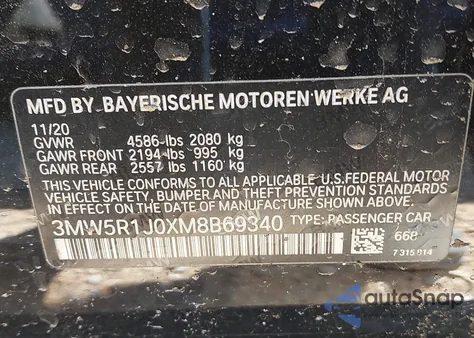 MFD BY BAYERISCHE MOTOREN WERKE AG
11/20
GVWR 4586 lbs 2080 kg
GAWR FRONT 2194 lbs 995 kg
GAWR REAR 2557 lbs 1160 kg
THIS VEHICLE CONFORMS TO ALL APPLICABLE U.S.FEDERAL MOTOR
VEHICLE SAFETY, BUMPER, AND THEFT PREVENTION STANDARDS
IN EFFECT ON THE DATE OF MANUFACTURE SHOWN ABOVE.
3MW5R1J0XM8B69340 TYPE: PASSENGER CAR
668
7 315 914
autoSnap